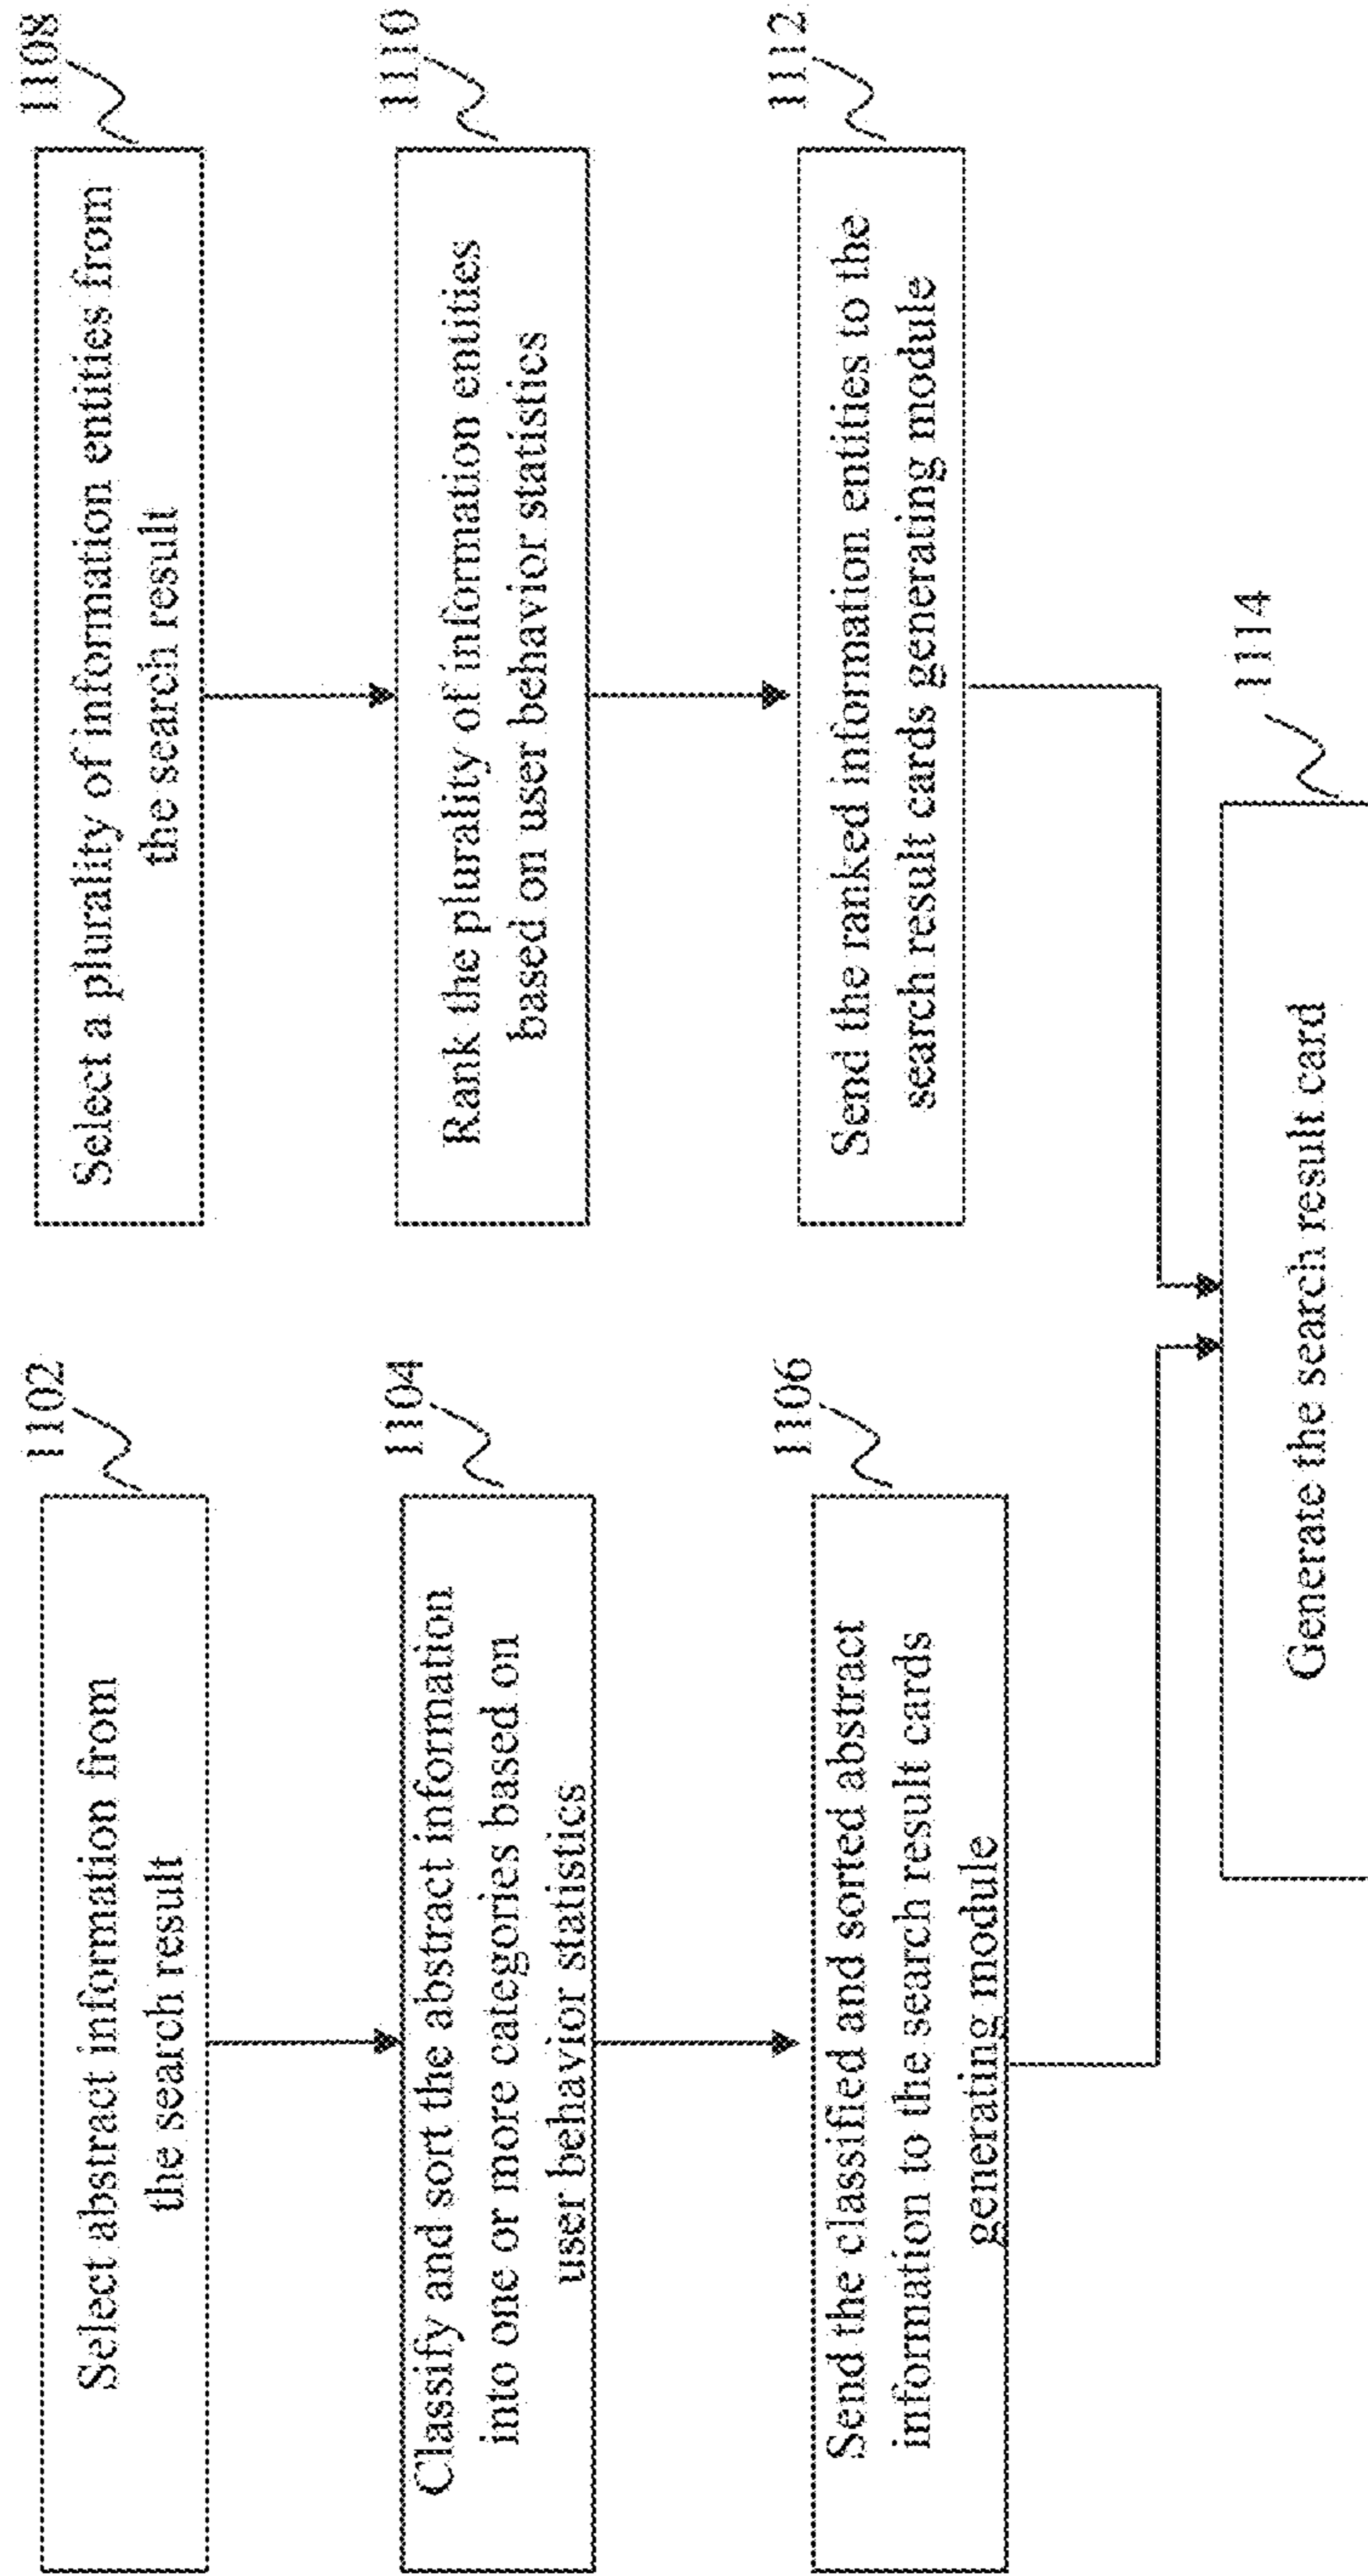 1102
Select abstract information from
the search result
1104
Classify and sort the abstract information
into one or more categories based on
user behavior statistics
1106
Send the classified and sorted abstract
information to the search result cards
generating module
1108
Select a plurality of information entities from
the search result
1110
Rank the plurality of information entities
based on user behavior statistics
1112
Send the ranked information entities to the
search result cards generating module
1114
Generate the search result card